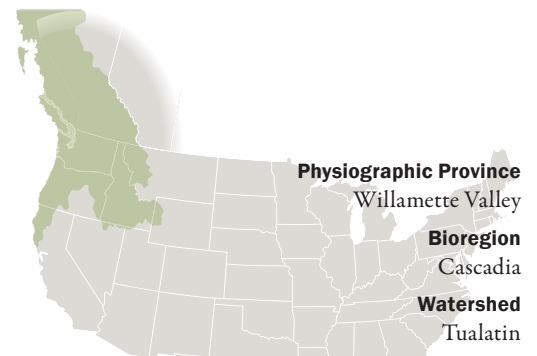 Physiographic Province
Willamette Valley
Bioregion
Cascadia
Watershed
Tualatin